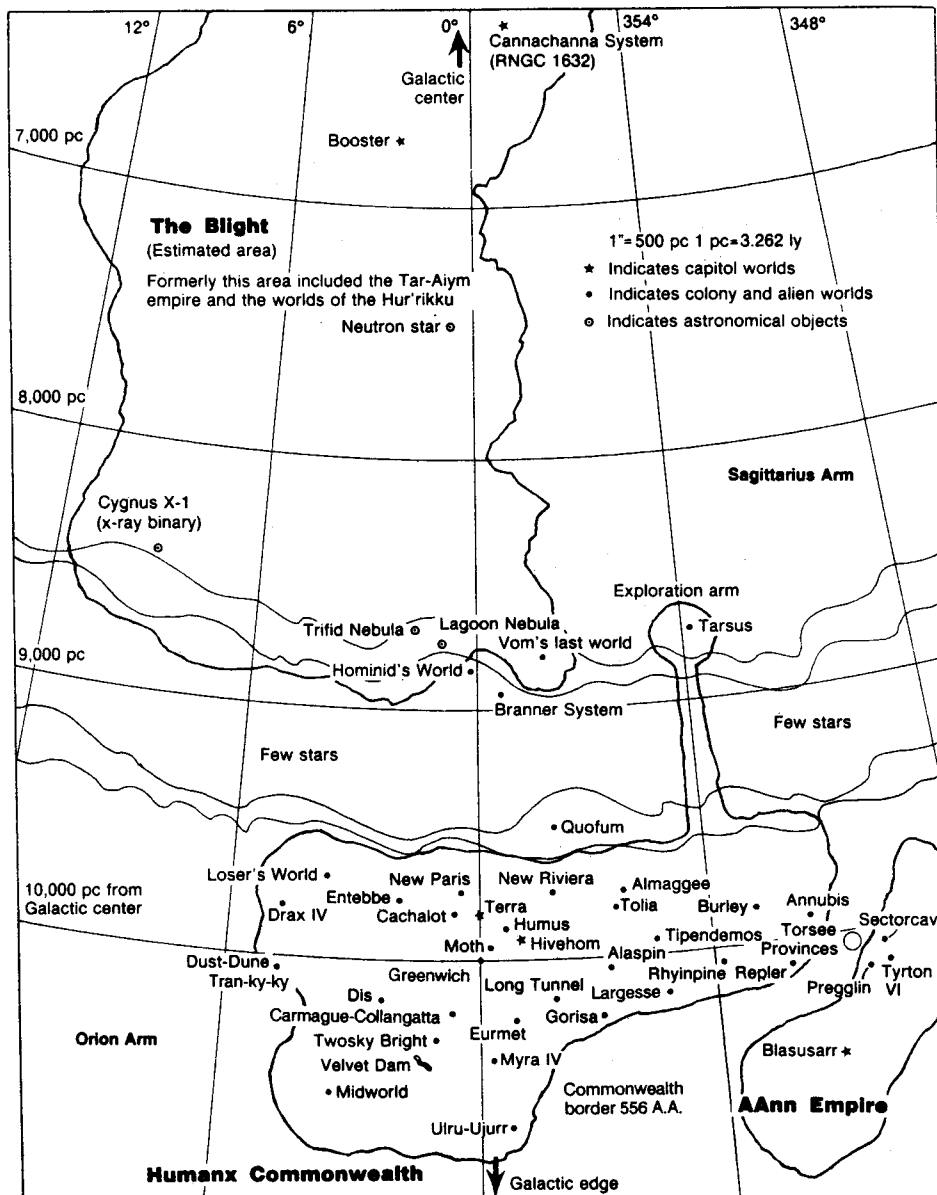 12°
6°
0°
354°
348°
Cannachanna System
(RNGC 1632)
Galactic
center
7,000 pc
Booster
The Blight
(Estimated area)
Formerly this area included the Tar-Aiym
empire and the worlds of the Hur'rikku
Neutron star
1"=500 pc 1 pc=3.262 ly
Indicates capitol worlds
Indicates colony and alien worlds
Indicates astronomical objects
8,000 pc
Sagittarius Arm
Cygnus X-1
(x-ray binary)
Exploration arm
Tarsus
Trifid Nebula
Lagoon Nebula
Vom's last world
9,000 pc
Hominid's World
Branner System
Few stars
Few stars
Quofum
Loser's World
New Paris
New Riviera
Almaggee
10,000 pc from
Galactic center
Entebbe
Drax IV
Cachalot
Terra
Tolia
Burley
Annubis
Sectorcav
Humus
Torsee
Provinces
Moth
Hivehom
Tipendemos
Alaspin
Dust-Dune
Tran-ky-ky
Greenwich
Rhyinpine
Repler
Pregglin
Tyrton
VI
Long Tunnel
Largesse
Dis
Carmague-Collangatta
Eurmet
Gorisa
Orion Arm
Twosky Bright
Velvet Dam
Myra IV
Blasusarr
Midworld
Commonwealth
border 556 A.A.
AAnn Empire
Ulru-Ujurr
Humanx Commonwealth
Galactic edge